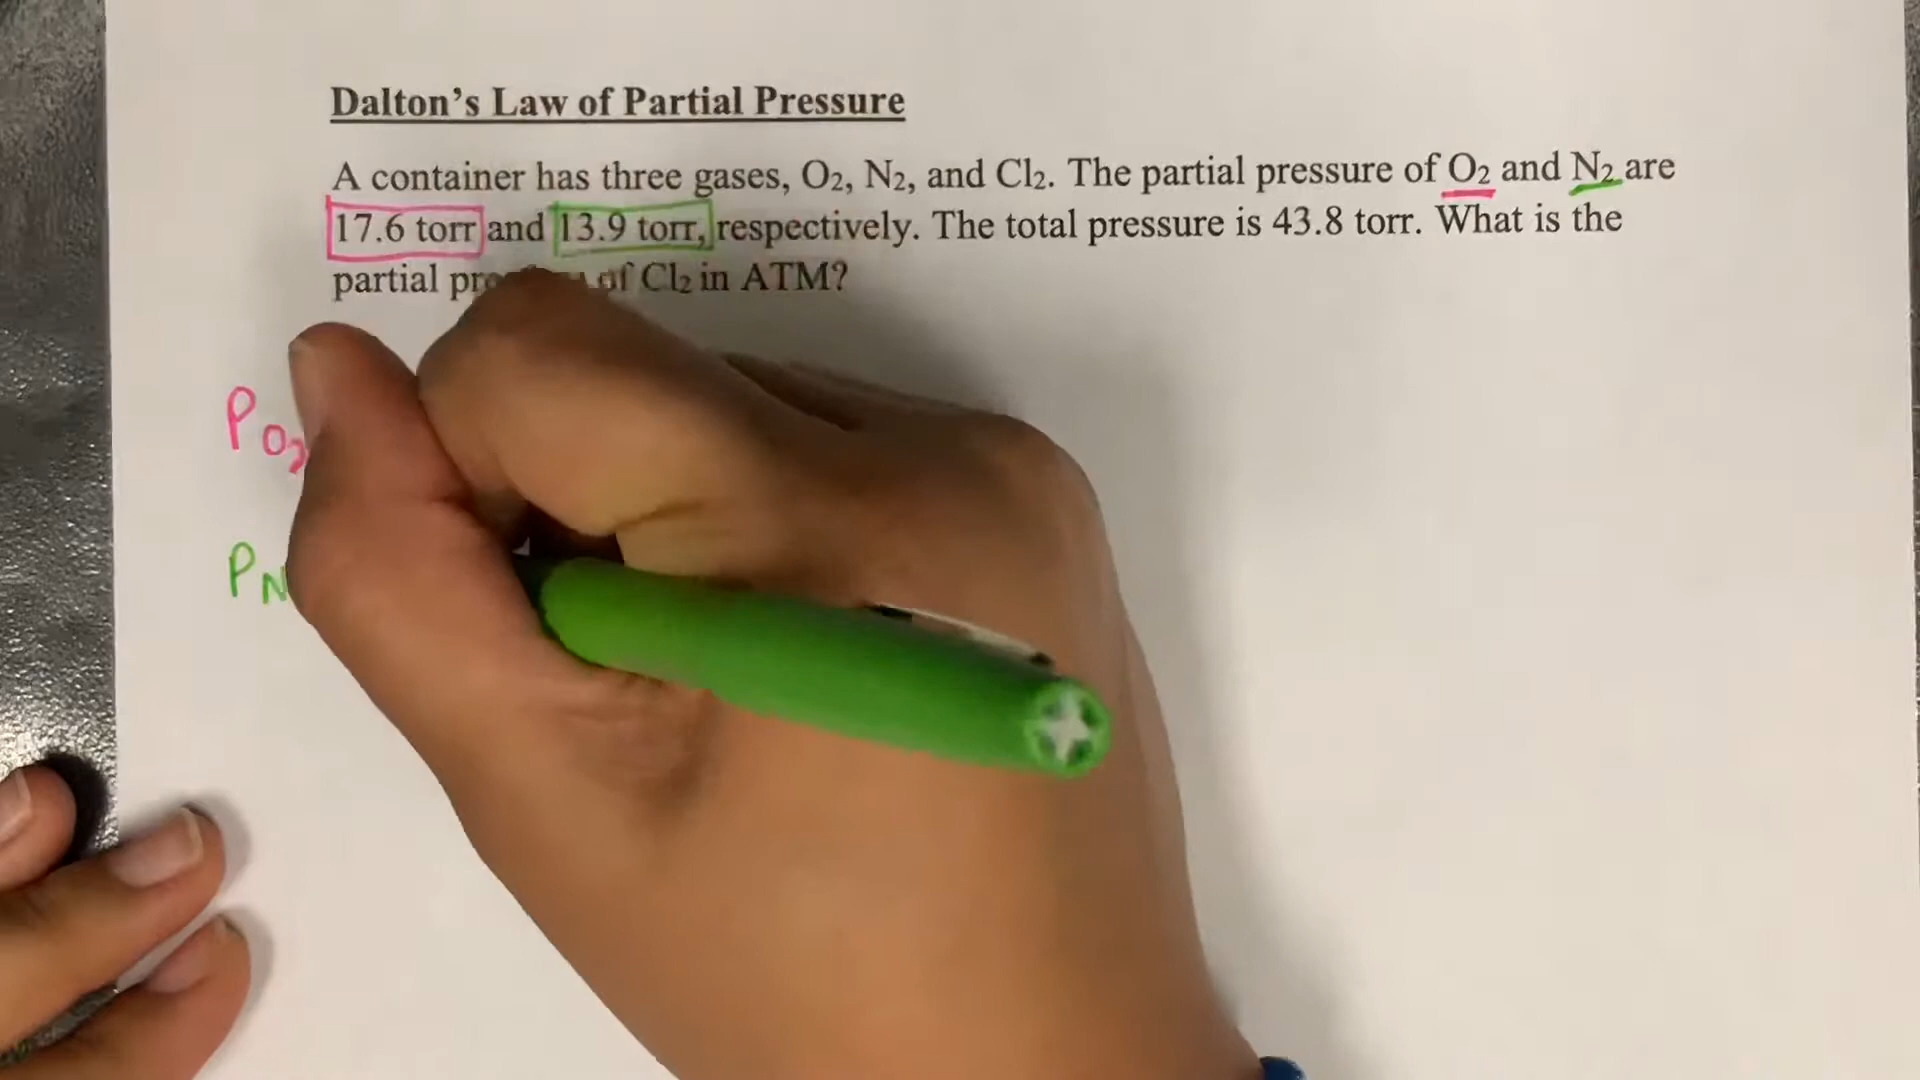 Dalton's Law of Partial Pressure
A container has three gases, O2, N2, and Cl2. The partial pressure of O2 and N2 are
17.6 torr and 13.9 torr, respectively. The total pressure is 43.8 torr. What is the
partial of Cl2 in ATM?
PO2
PN